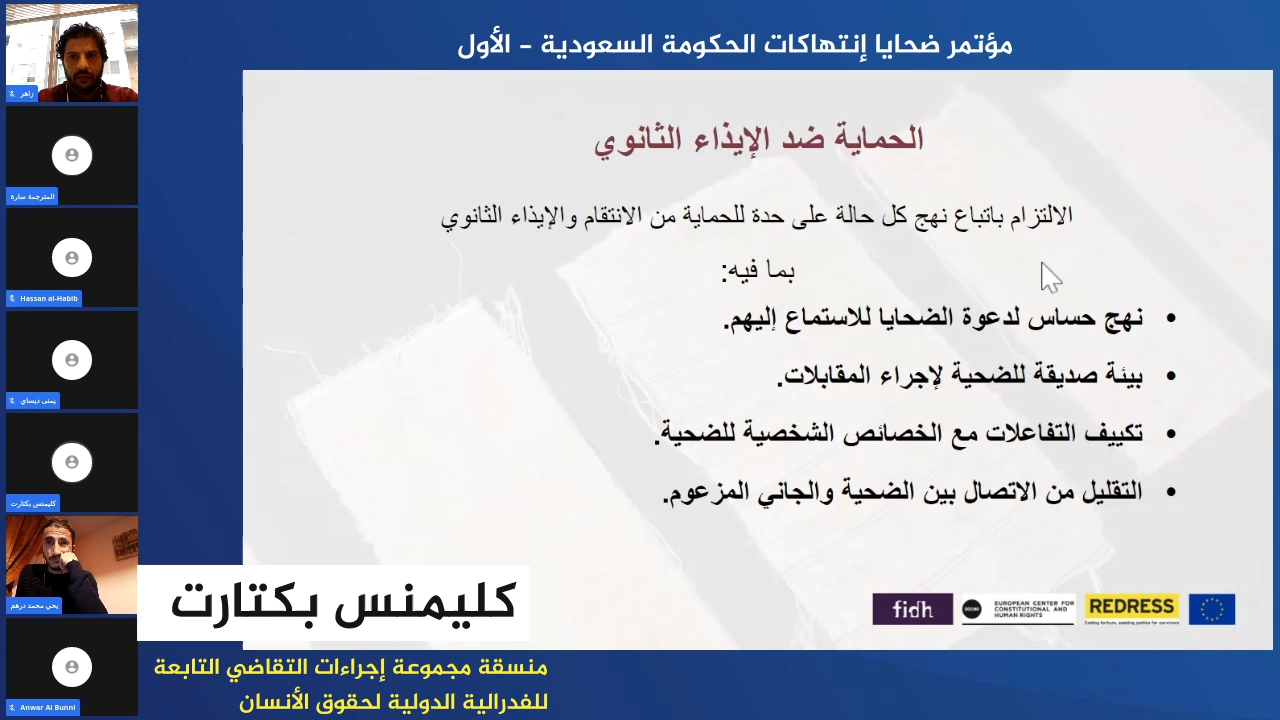 مؤتمر ضحايا إنتهاكات الحكومة السعودية - الأول
الحماية ضد الإيذاء الثانوي
الالتزام باتباع نهج كل حالة على حدة للحماية من الانتقام والإيذاء الثانوي
بما فيه:
• نهج حساس لدعوة الضحايا للاستماع إليهم.
• بيئة صديقة للضحية لإجراء المقابلات.
• تكييف التفاعلات مع الخصائص الشخصية للضحية.
• التقليل من الاتصال بين الضحية والجاني المزعوم.
fidh
ECCHR
EUROPEAN CENTER FOR
CONSTITUTIONAL AND
HUMAN RIGHTS
REDRESS
Ending torture, seeking justice for survivors
كليمنس بكتارت
منسقة مجموعة إجراءات التقاضي التابعة
للفدرالية الدولية لحقوق الأنسان
زاهر
المترجمة سارة
Hassan al-Habib
يمنى ديساي
كليمنس بكتارت
يحي محمد درهم
Anwar Al Bunni